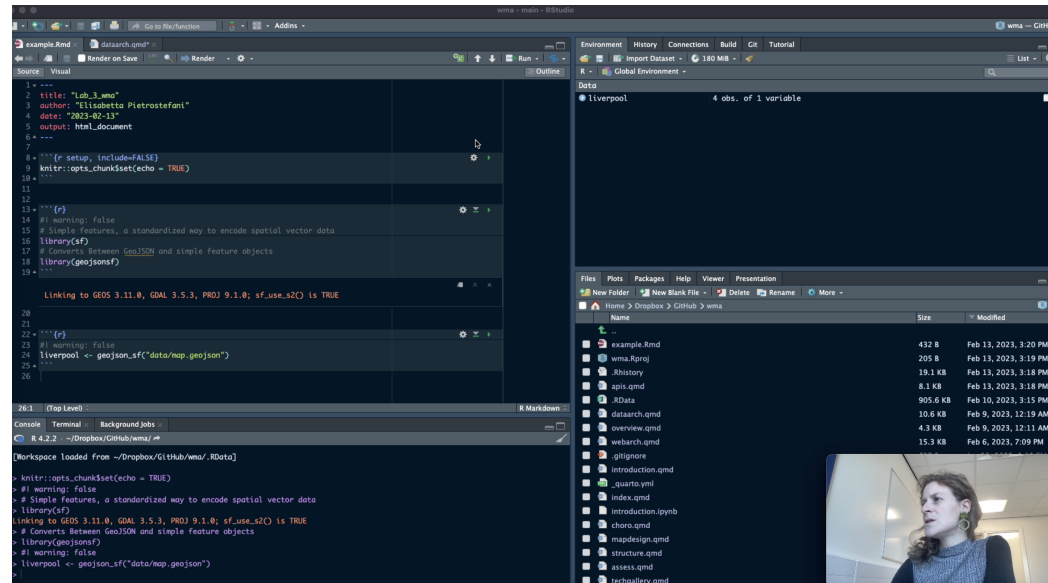 wma - main - RStudio
Go to file/function Addins
wma — GitH
example.Rmd dataarch.qmd*
Render on Save Render Run
Source Visual Outline
1 ---
2 title: "Lab_3_wma"
3 author: "Elisabetta Pietrostefani"
4 date: "2023-02-13"
5 output: html_document
6 ---
7
8 ```{r setup, include=FALSE}
9 knitr::opts_chunk$set(echo = TRUE)
10 ```
11
12
13 ```{r}
14 #| warning: false
15 # Simple features, a standardized way to encode spatial vector data
16 library(sf)
17 # Converts Between GeoJSON and simple feature objects
18 library(geojsonsf)
19 ```
Linking to GEOS 3.11.0, GDAL 3.5.3, PROJ 9.1.0; sf_use_s2() is TRUE
20
21
22 ```{r}
23 #| warning: false
24 liverpool <- geojson_sf("data/map.geojson")
25 ```
26
26:1 (Top Level) R Markdown
Console Terminal Background Jobs
R 4.2.2 · ~/Dropbox/GitHub/wma/
[Workspace loaded from ~/Dropbox/GitHub/wma/.RData]
> knitr::opts_chunk$set(echo = TRUE)
> #| warning: false
> # Simple features, a standardized way to encode spatial vector data
> library(sf)
Linking to GEOS 3.11.0, GDAL 3.5.3, PROJ 9.1.0; sf_use_s2() is TRUE
> # Converts Between GeoJSON and simple feature objects
> library(geojsonsf)
> #| warning: false
> liverpool <- geojson_sf("data/map.geojson")
>
Environment History Connections Build Git Tutorial
Import Dataset 180 MiB List
R Global Environment
Data
liverpool 4 obs. of 1 variable
Files Plots Packages Help Viewer Presentation
New Folder New Blank File Delete Rename More
Home Dropbox GitHub wma
Name Size Modified
..
example.Rmd 432 B Feb 13, 2023, 3:20 PM
wma.Rproj 205 B Feb 13, 2023, 3:19 PM
.Rhistory 19.1 KB Feb 13, 2023, 3:18 PM
apis.qmd 8.1 KB Feb 13, 2023, 3:18 PM
.RData 905.6 KB Feb 10, 2023, 3:15 PM
dataarch.qmd 10.6 KB Feb 9, 2023, 12:19 AM
overview.qmd 4.3 KB Feb 9, 2023, 12:11 AM
webarch.qmd 15.3 KB Feb 6, 2023, 7:09 PM
.gitignore
introduction.qmd
_quarto.yml
index.qmd
introduction.ipynb
choro.qmd
mapdesign.qmd
structure.qmd
assess.qmd
techgallery.qmd